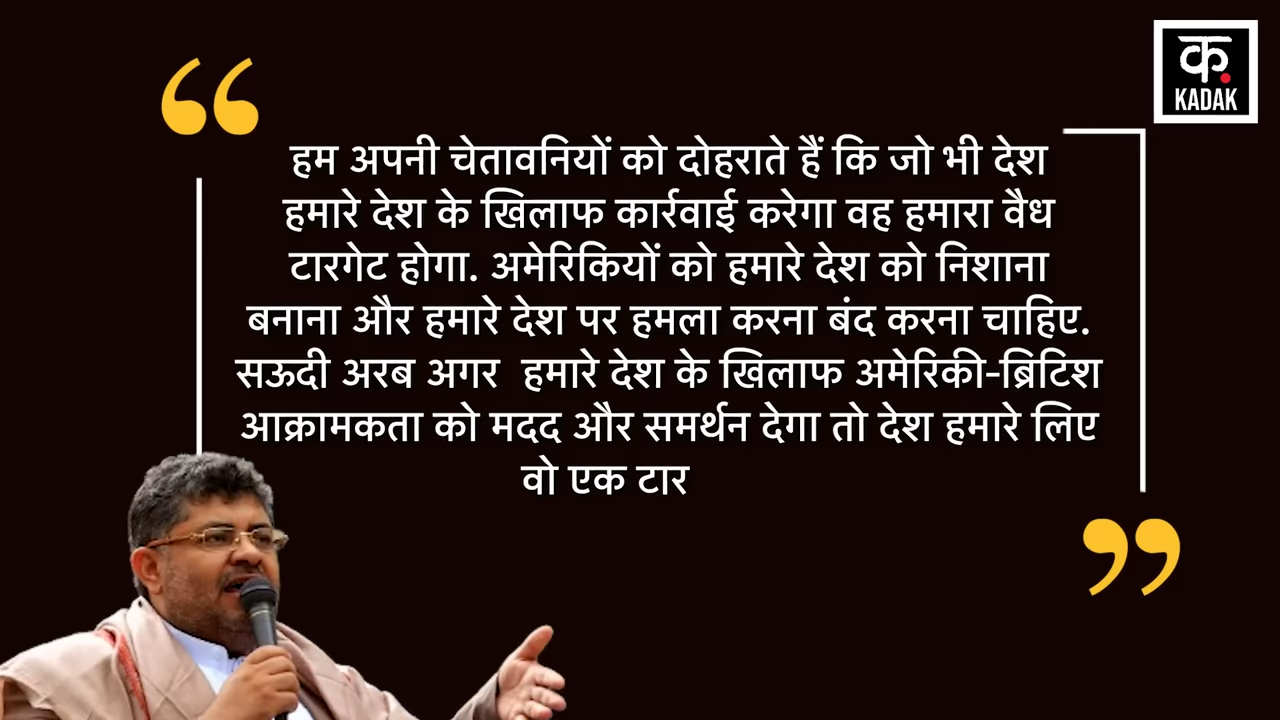 क
KADAK
हम अपनी चेतावनियों को दोहराते हैं कि जो भी देश
हमारे देश के खिलाफ कार्रवाई करेगा वह हमारा वैध
टारगेट होगा. अमेरिकियों को हमारे देश को निशाना
बनाना और हमारे देश पर हमला करना बंद करना चाहिए.
सऊदी अरब अगर हमारे देश के खिलाफ अमेरिकी-ब्रिटिश
आक्रामकता को मदद और समर्थन देगा तो देश हमारे लिए
वो एक टार